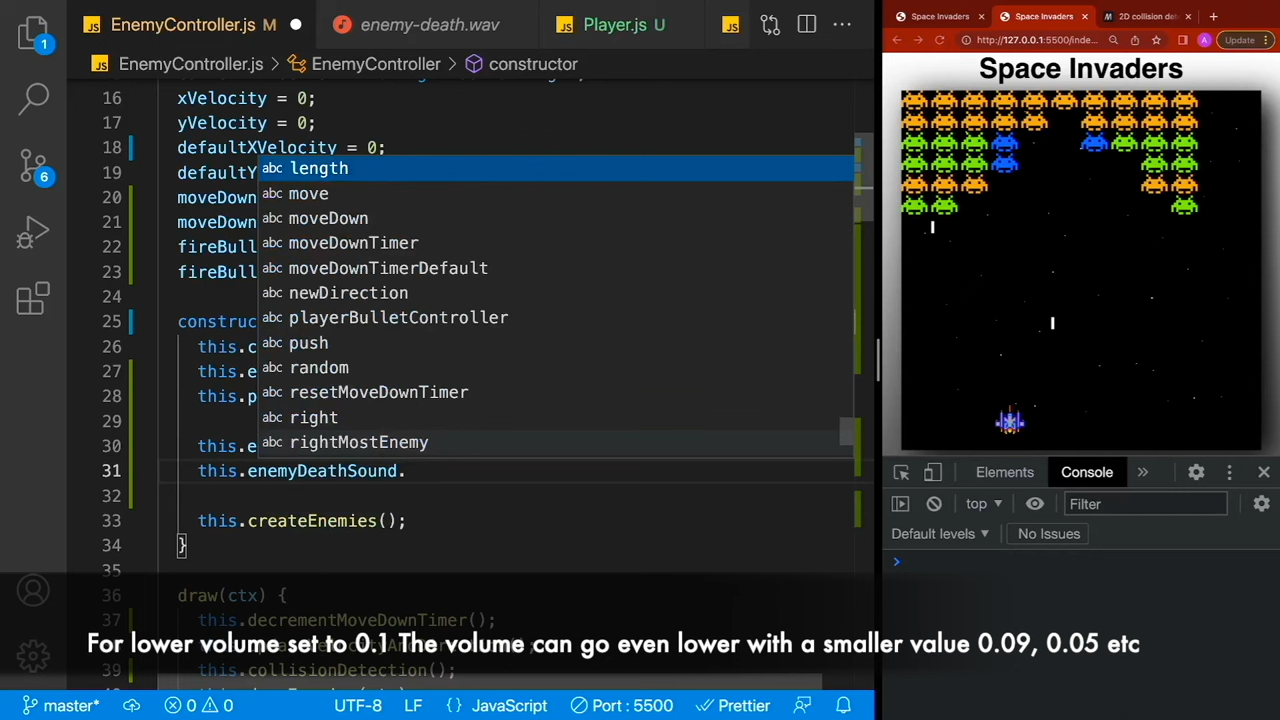 EnemyController.js M
enemy-death.wav
Player.js U
EnemyController.js > EnemyController > constructor
16 xVelocity = 0;
17 yVelocity = 0;
18 defaultXVelocity = 0;
19 defaultY
20 moveDown
21 moveDown
22 fireBull
23 fireBull
24
25 construc
26 this.c
27 this.e
28 this.p
29
30 this.e
31 this.enemyDeathSound.
32
33 this.createEnemies();
34 }
35
36 draw(ctx) {
37 this.decrementMoveDownTimer();
39 this.collisionDetection();
abc length
abc move
abc moveDown
abc moveDownTimer
abc moveDownTimerDefault
abc newDirection
abc playerBulletController
abc push
abc random
abc resetMoveDownTimer
abc right
abc rightMostEnemy
1
6
For lower volume set to 0.1 The volume can go even lower with a smaller value 0.09, 0.05 etc
master* 0 0 UTF-8 LF {} JavaScript Port : 5500 Prettier
Space Invaders
Space Invaders
2D collision det
http://127.0.0.1:5500/inde
A
Update
Space Invaders
Elements Console
top Filter
Default levels No Issues